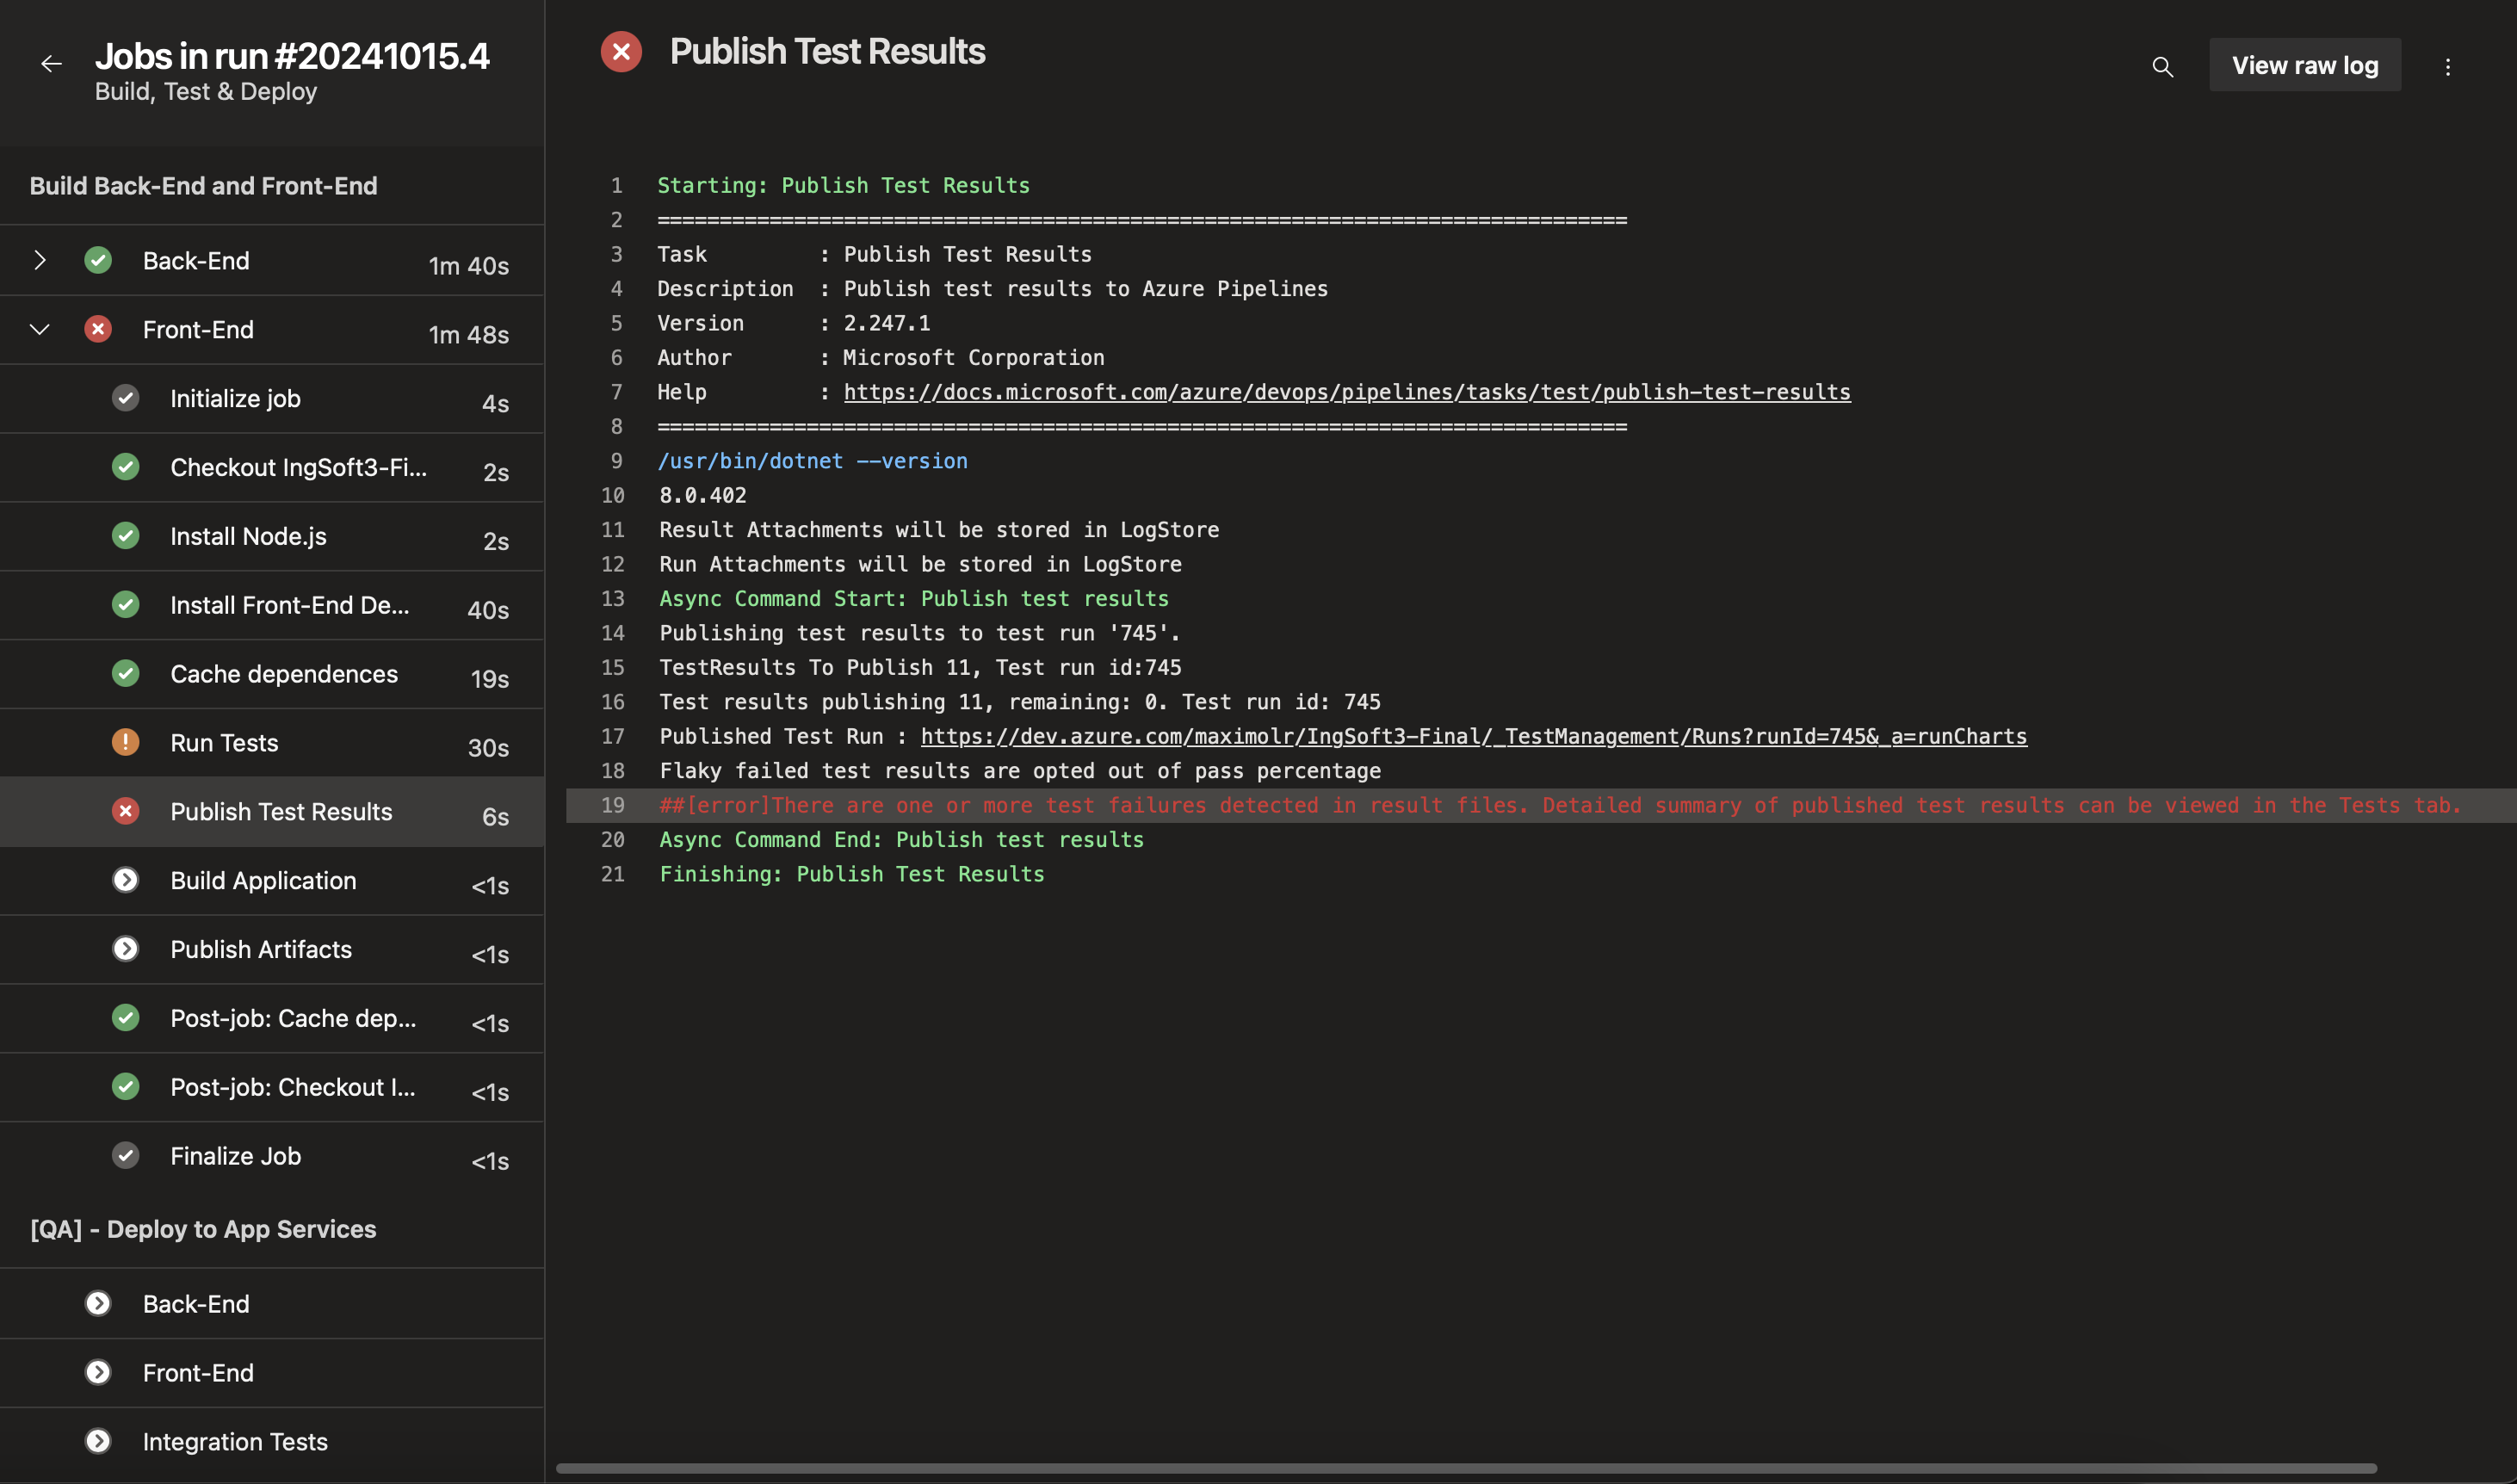 Jobs in run #20241015.4
Build, Test & Deploy
Build Back-End and Front-End
Back-End 1m 40s
Front-End 1m 48s
Initialize job 4s
Checkout IngSoft3-Fi... 2s
Install Node.js 2s
Install Front-End De... 40s
Cache dependences 19s
Run Tests 30s
Publish Test Results 6s
Build Application <1s
Publish Artifacts <1s
Post-job: Cache dep... <1s
Post-job: Checkout I... <1s
Finalize Job <1s
[QA] - Deploy to App Services
Back-End
Front-End
Integration Tests
Publish Test Results
View raw log
1 Starting: Publish Test Results
2 ==============================================================================
3 Task         : Publish Test Results
4 Description  : Publish test results to Azure Pipelines
5 Version      : 2.247.1
6 Author       : Microsoft Corporation
7 Help         : https://docs.microsoft.com/azure/devops/pipelines/tasks/test/publish-test-results
8 ==============================================================================
9 /usr/bin/dotnet --version
10 8.0.402
11 Result Attachments will be stored in LogStore
12 Run Attachments will be stored in LogStore
13 Async Command Start: Publish test results
14 Publishing test results to test run '745'.
15 TestResults To Publish 11, Test run id:745
16 Test results publishing 11, remaining: 0. Test run id: 745
17 Published Test Run : https://dev.azure.com/maximolr/IngSoft3-Final/_TestManagement/Runs?runId=745&_a=runCharts
18 Flaky failed test results are opted out of pass percentage
19 ##[error]There are one or more test failures detected in result files. Detailed summary of published test results can be viewed in the Tests tab.
20 Async Command End: Publish test results
21 Finishing: Publish Test Results